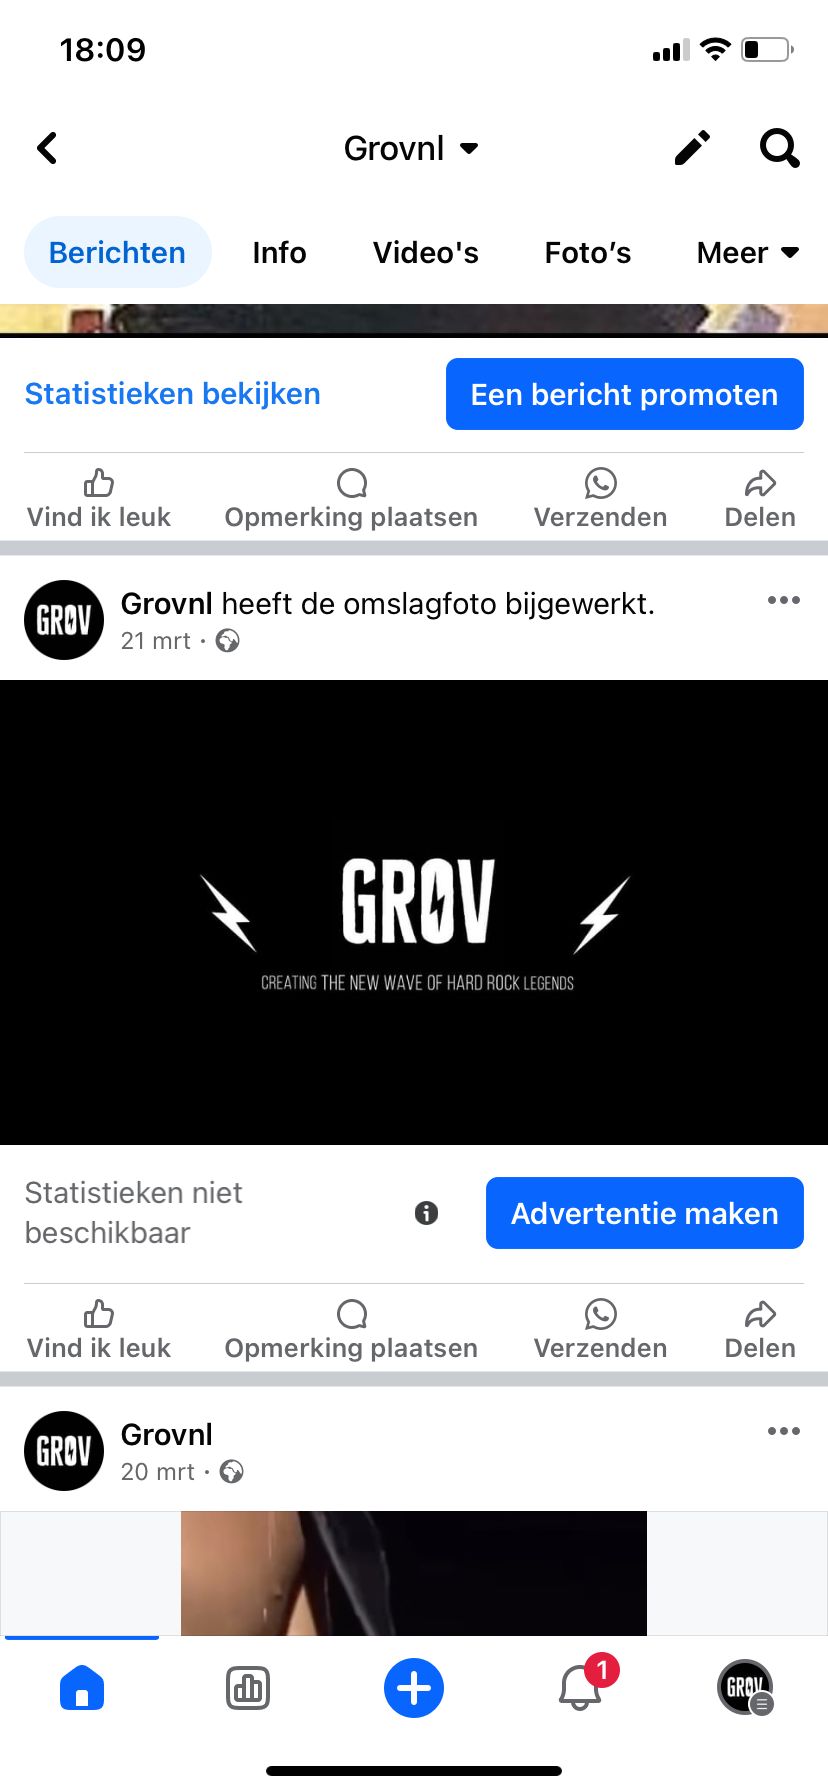 18:09
Grovnl
Berichten Info Video's Foto's Meer
Statistieken bekijken Een bericht promoten
Vind ik leuk Opmerking plaatsen Verzenden Delen
GRØV
Grovnl heeft de omslagfoto bijgewerkt.
21 mrt ·
GRØV
CREATING THE NEW WAVE OF HARD ROCK LEGENDS
Statistieken niet
beschikbaar
Advertentie maken
Vind ik leuk Opmerking plaatsen Verzenden Delen
GRØV
Grovnl
20 mrt ·
1
GRØV